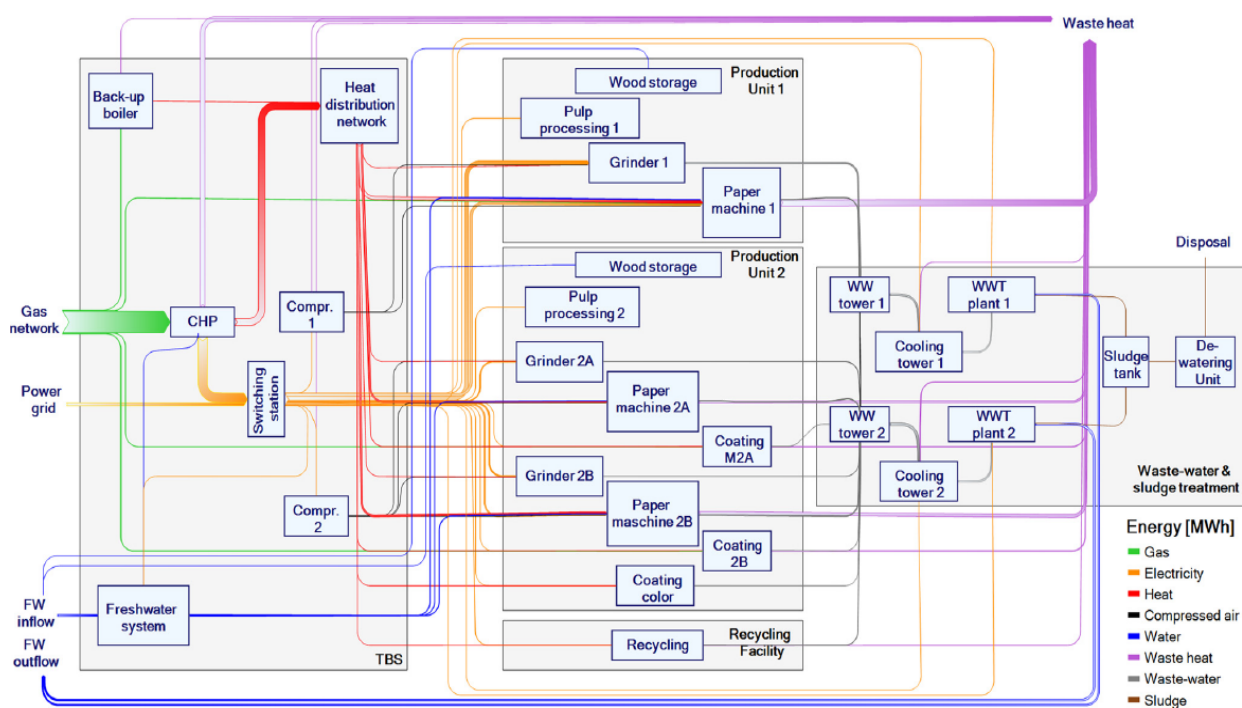 Waste heat
Back-up
boiler
Heat
distribution
network
Wood storage
Production
Unit 1
Pulp
processing 1
Grinder 1
Paper
machine 1
Wood storage
Production
Unit 2
Disposal
Gas
network
CHP
Compr.
1
Pulp
processing 2
WW
tower 1
WWT
plant 1
Cooling
tower 1
Sludge
tank
De-
watering
Unit
Power
grid
Switching
station
Grinder 2A
Paper
machine 2A
WW
tower 2
WWT
plant 2
Coating
M2A
Grinder 2B
Cooling
tower 2
Waste-water &
sludge treatment
Compr.
2
Paper
maschine 2B
Coating
2B
Coating
color
FW
inflow
Freshwater
system
FW
outflow
TBS
Recycling
Recycling
Facility
Energy [MWh]
Gas
Electricity
Heat
Compressed air
Water
Waste heat
Waste-water
Sludge